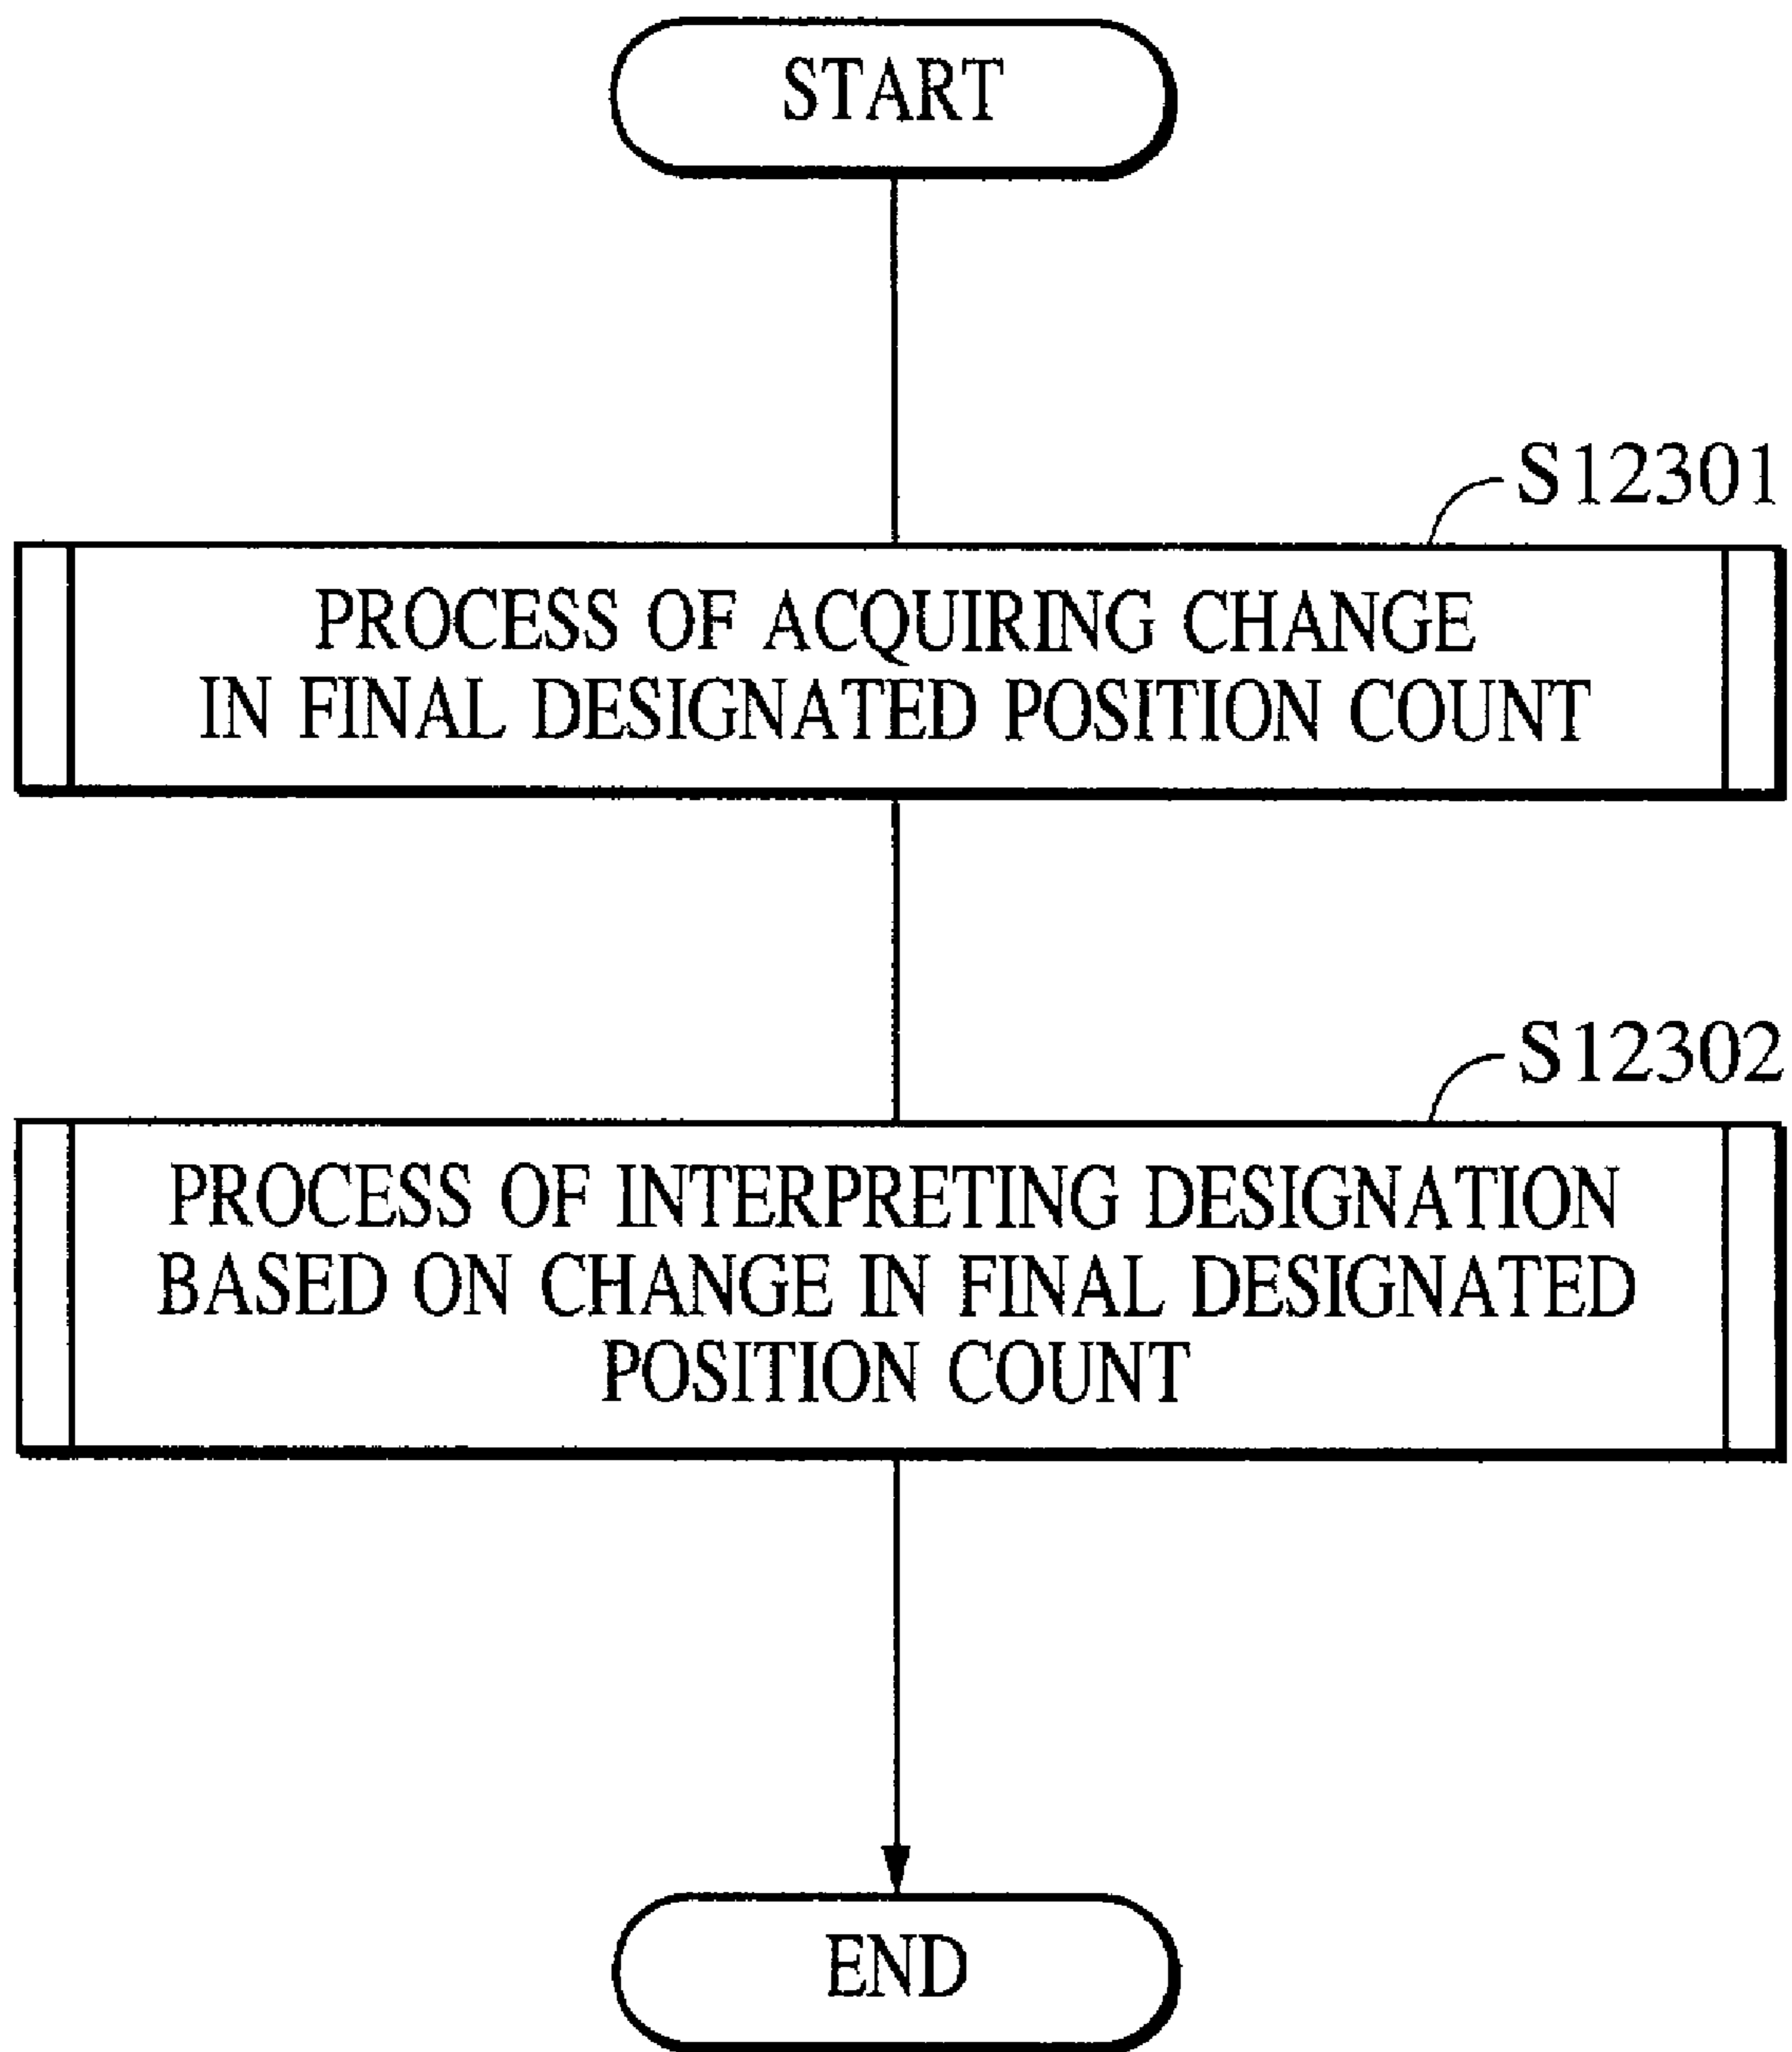 START
S12301
PROCESS OF ACQUIRING CHANGE
IN FINAL DESIGNATED POSITION COUNT
S12302
PROCESS OF INTERPRETING DESIGNATION
BASED ON CHANGE IN FINAL DESIGNATED
POSITION COUNT
END